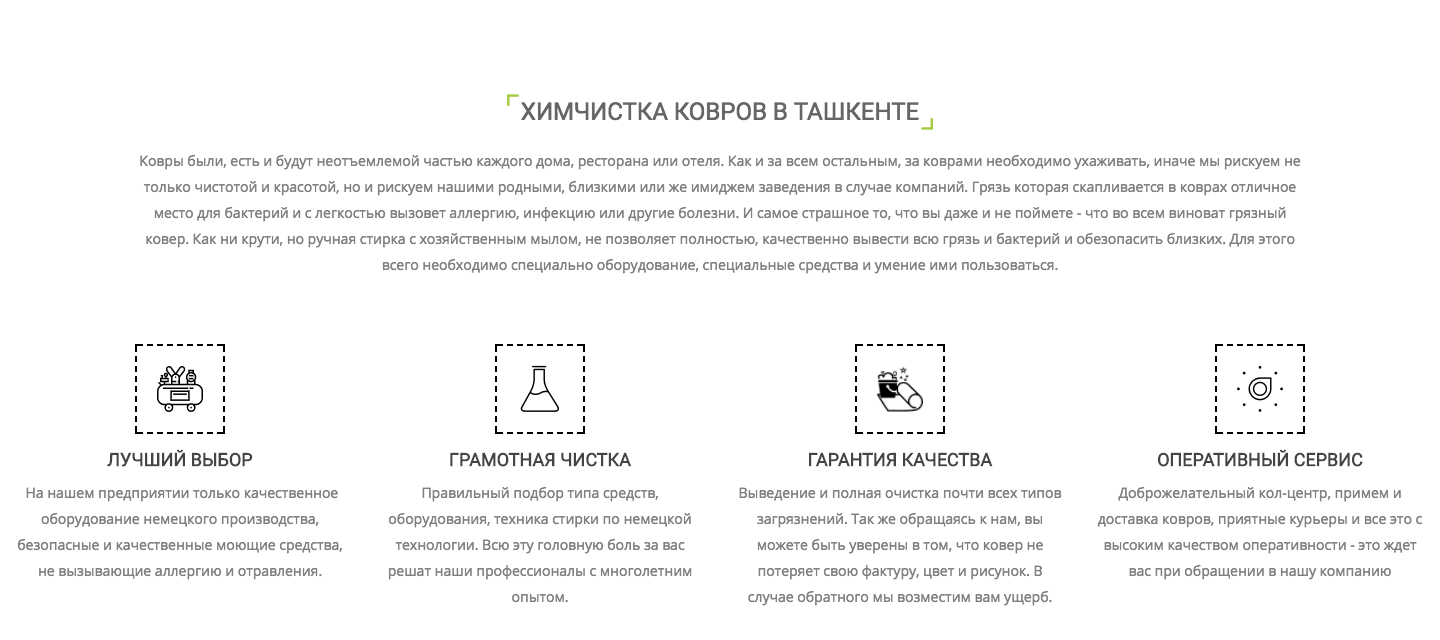 ХИМЧИСТКА КОВРОВ В ТАШКЕНТЕ
Ковры были, есть и будут неотъемлемой частью каждого дома, ресторана или отеля. Как и за всем остальным, за коврами необходимо ухаживать, иначе мы рискуем не
только чистотой и красотой, но и рискуем нашими родными, близкими или же имиджем заведения в случае компаний. Грязь которая скапливается в коврах отличное
место для бактерий и с легкостью вызовет аллергию, инфекцию или другие болезни. И самое страшное то, что вы даже и не поймете - что во всем виноват грязный
ковер. Как ни крути, но ручная стирка с хозяйственным мылом, не позволяет полностью, качественно вывести всю грязь и бактерий и обезопасить близких. Для этого
всего необходимо специально оборудование, специальные средства и умение ими пользоваться.
ЛУЧШИЙ ВЫБОР
На нашем предприятии только качественное
оборудование немецкого производства,
безопасные и качественные моющие средства,
не вызывающие аллергию и отравления.
ГРАМОТНАЯ ЧИСТКА
Правильный подбор типа средств,
оборудования, техника стирки по немецкой
технологии. Всю эту головную боль за вас
решат наши профессионалы с многолетним
опытом.
ГАРАНТИЯ КАЧЕСТВА
Выведение и полная очистка почти всех типов
загрязнений. Так же обращаясь к нам, вы
можете быть уверены в том, что ковер не
потеряет свою фактуру, цвет и рисунок. В
случае обратного мы возместим вам ущерб.
ОПЕРАТИВНЫЙ СЕРВИС
Доброжелательный кол-центр, примем и
доставка ковров, приятные курьеры и все это с
высоким качеством оперативности - это ждет
вас при обращении в нашу компанию